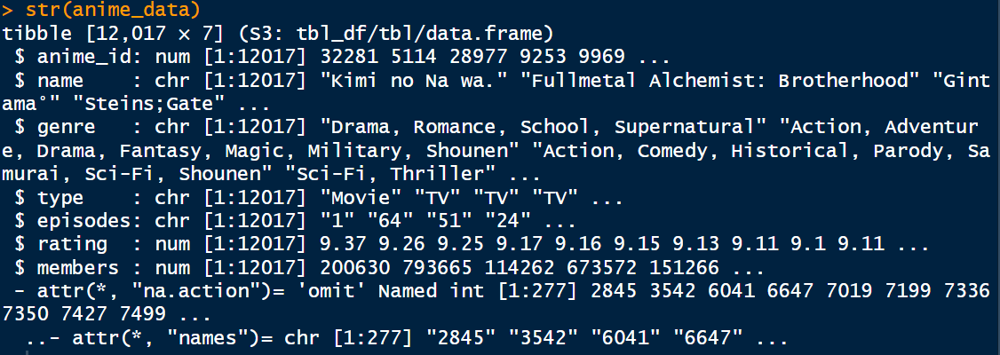 > str(anime_data)
tibble [12,017 × 7] (S3: tbl_df/tbl/data.frame)
 $ anime_id: num [1:12017] 32281 5114 28977 9253 9969 ...
 $ name    : chr [1:12017] "Kimi no Na wa." "Fullmetal Alchemist: Brotherhood" "Gint
ama°" "Steins;Gate" ...
 $ genre   : chr [1:12017] "Drama, Romance, School, Supernatural" "Action, Adventur
e, Drama, Fantasy, Magic, Military, Shounen" "Action, Comedy, Historical, Parody, Sa
murai, Sci-Fi, Shounen" "Sci-Fi, Thriller" ...
 $ type    : chr [1:12017] "Movie" "TV" "TV" "TV" ...
 $ episodes: chr [1:12017] "1" "64" "51" "24" ...
 $ rating  : num [1:12017] 9.37 9.26 9.25 9.17 9.16 9.15 9.13 9.11 9.1 9.11 ...
 $ members : num [1:12017] 200630 793665 114262 673572 151266 ...
 - attr(*, "na.action")= 'omit' Named int [1:277] 2845 3542 6041 6647 7019 7199 7336
7350 7427 7499 ...
  ..- attr(*, "names")= chr [1:277] "2845" "3542" "6041" "6647" ...